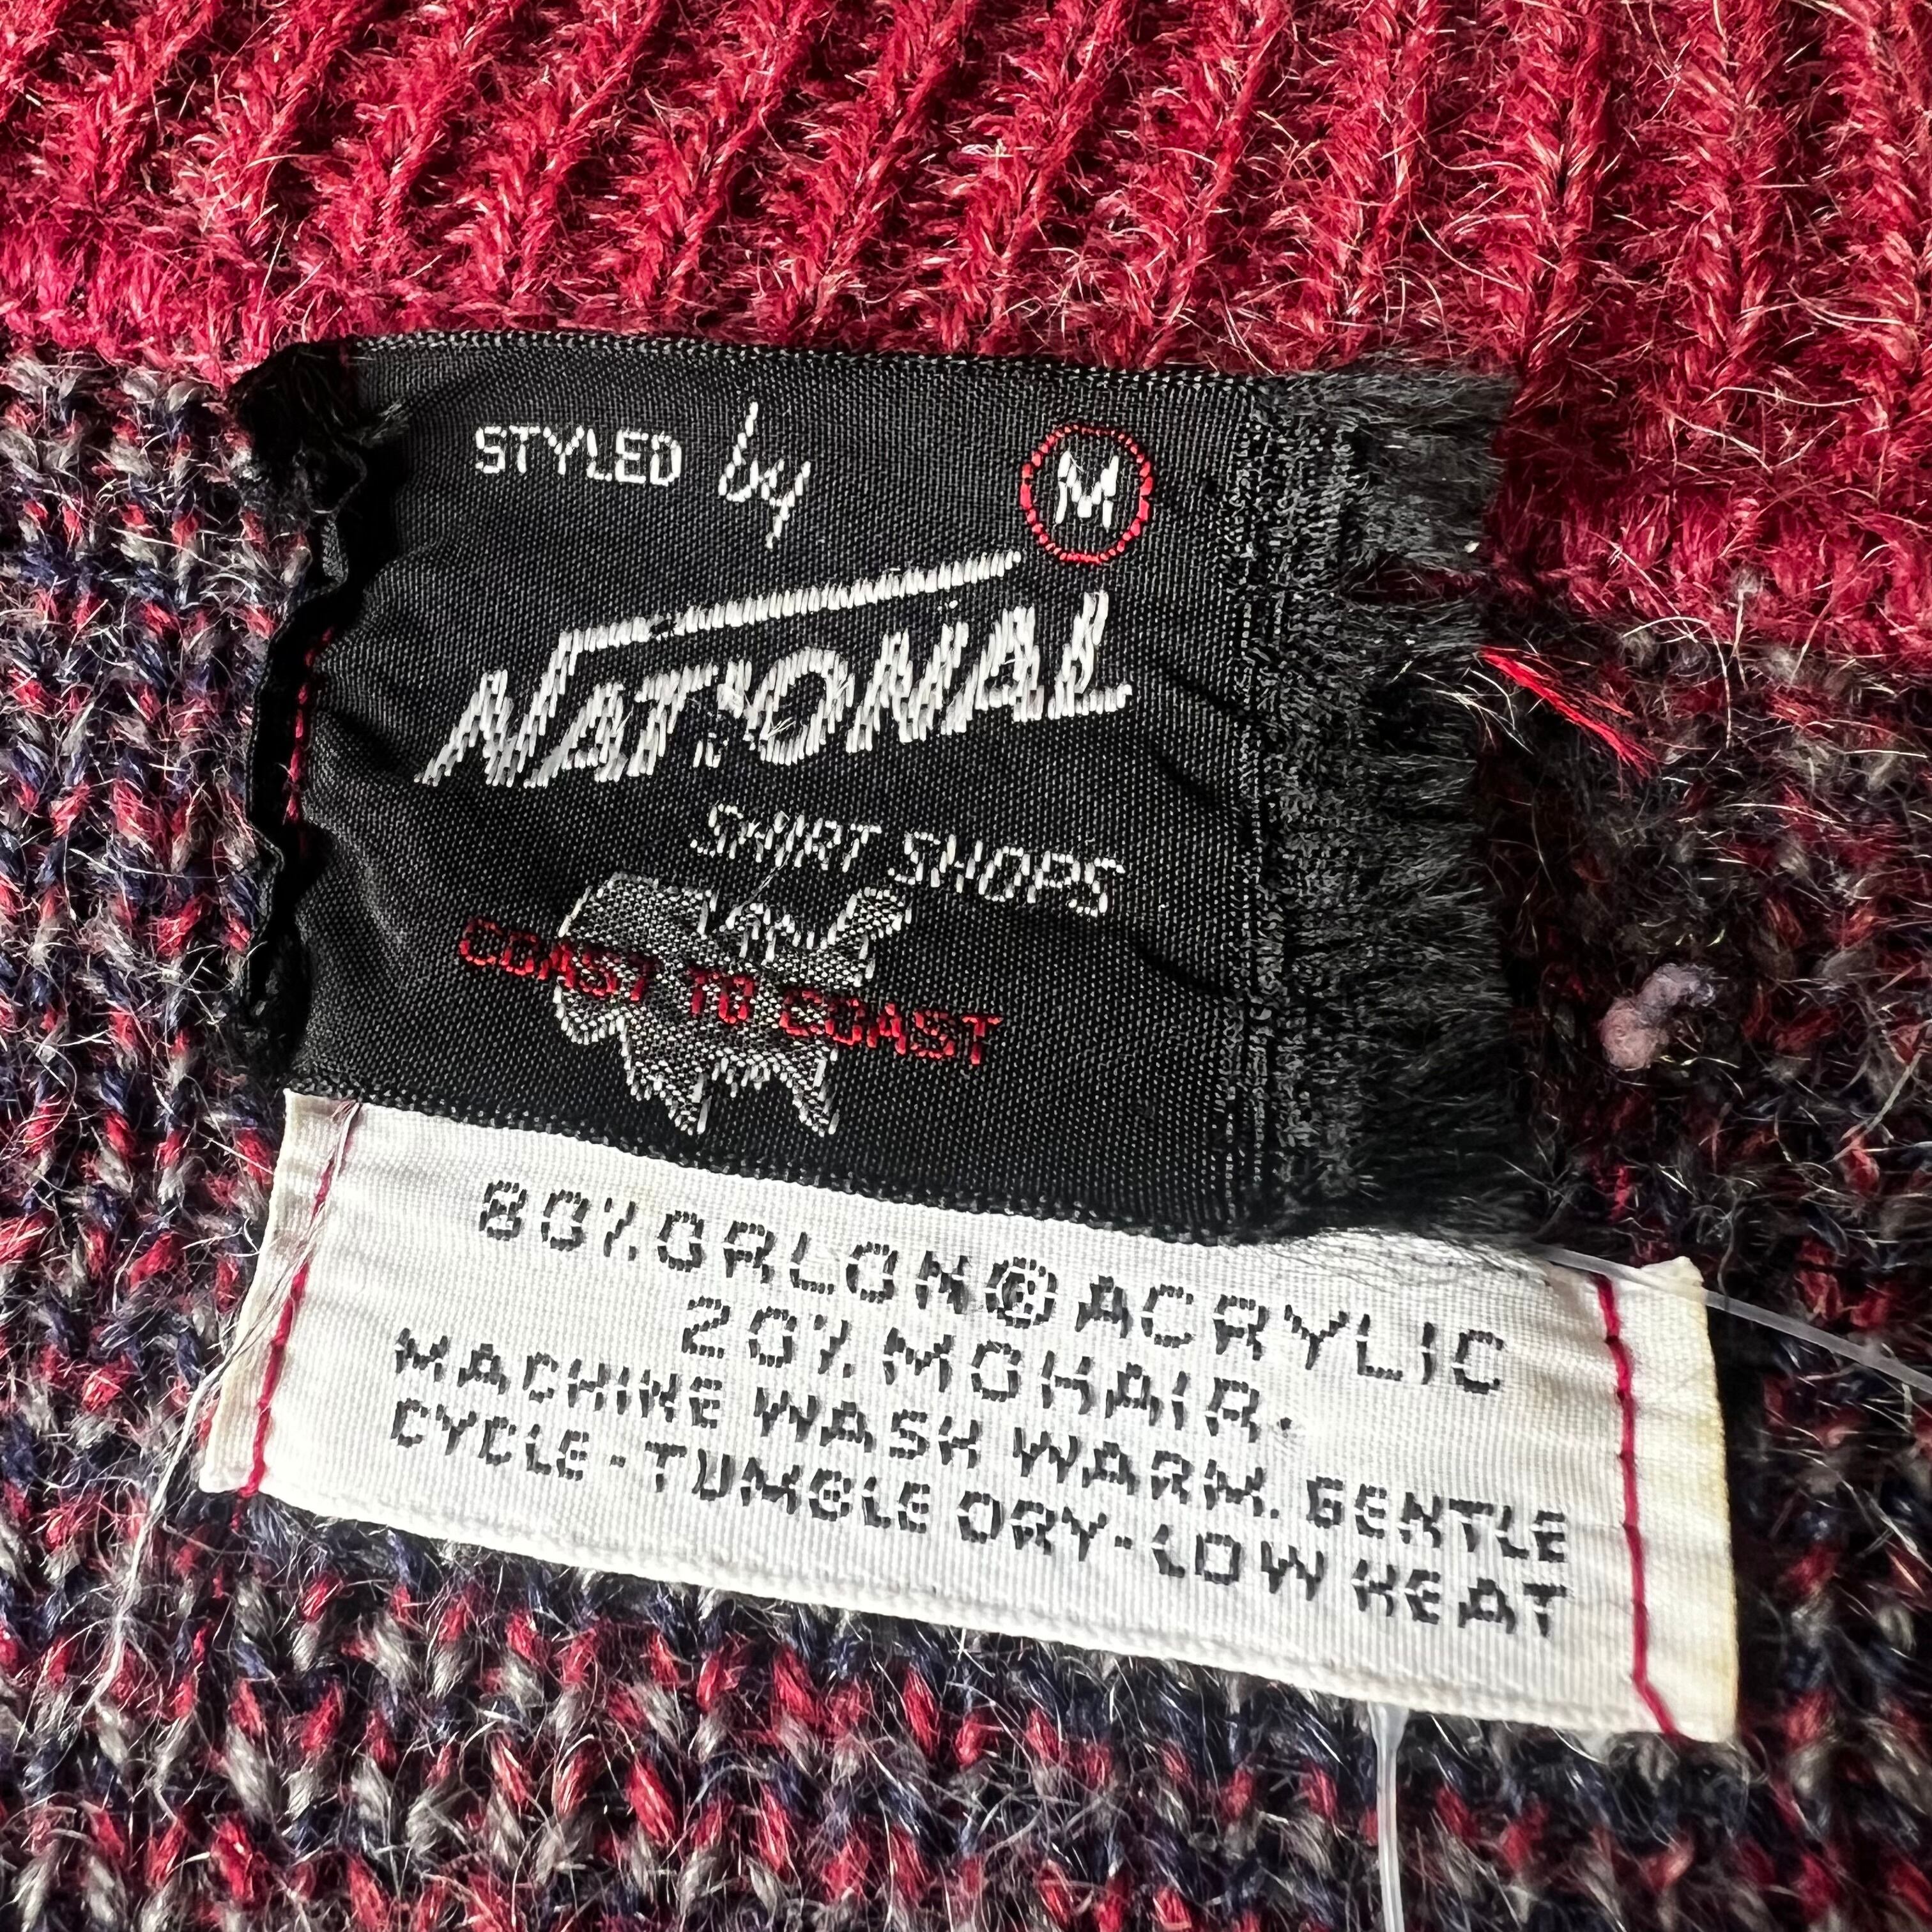 STYLED by
M
NATIONAL
SHIRT SHOPS
COAST TO COAST
80% ORLON® ACRYLIC
20% MOHAIR.
MACHINE WASH WARM. GENTLE
CYCLE-TUMBLE DRY-LOW HEAT